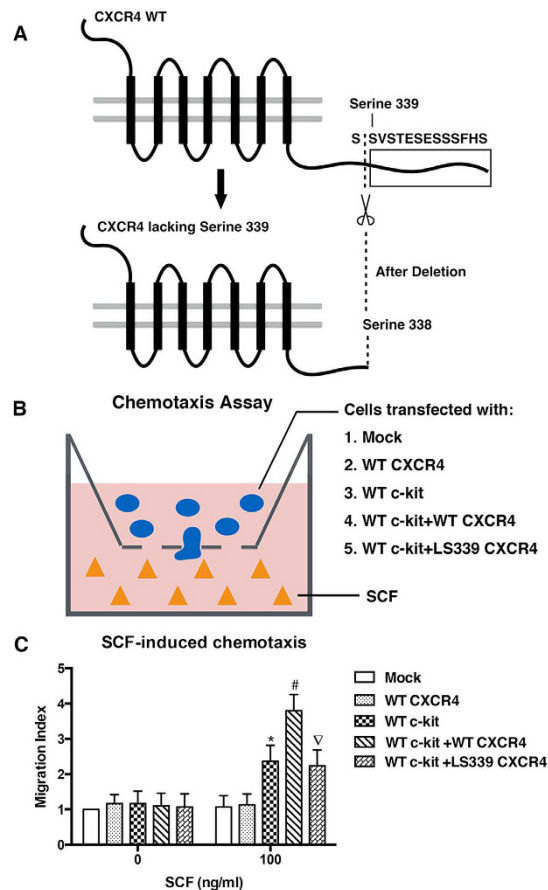 A
CXCR4 WT
Serine 339
S SVSTESESSSFHS
CXCR4 lacking Serine 339
After Deletion
Serine 338
B
Chemotaxis Assay
Cells transfected with:
1. Mock
2. WT CXCR4
3. WT c-kit
4. WT c-kit+WT CXCR4
5. WT c-kit+LS339 CXCR4
SCF
C
SCF-induced chemotaxis
Migration Index
5
4
3
2
1
0
* # ∇
0 100
SCF (ng/ml)
Mock
WT CXCR4
WT c-kit
WT c-kit +WT CXCR4
WT c-kit +LS339 CXCR4